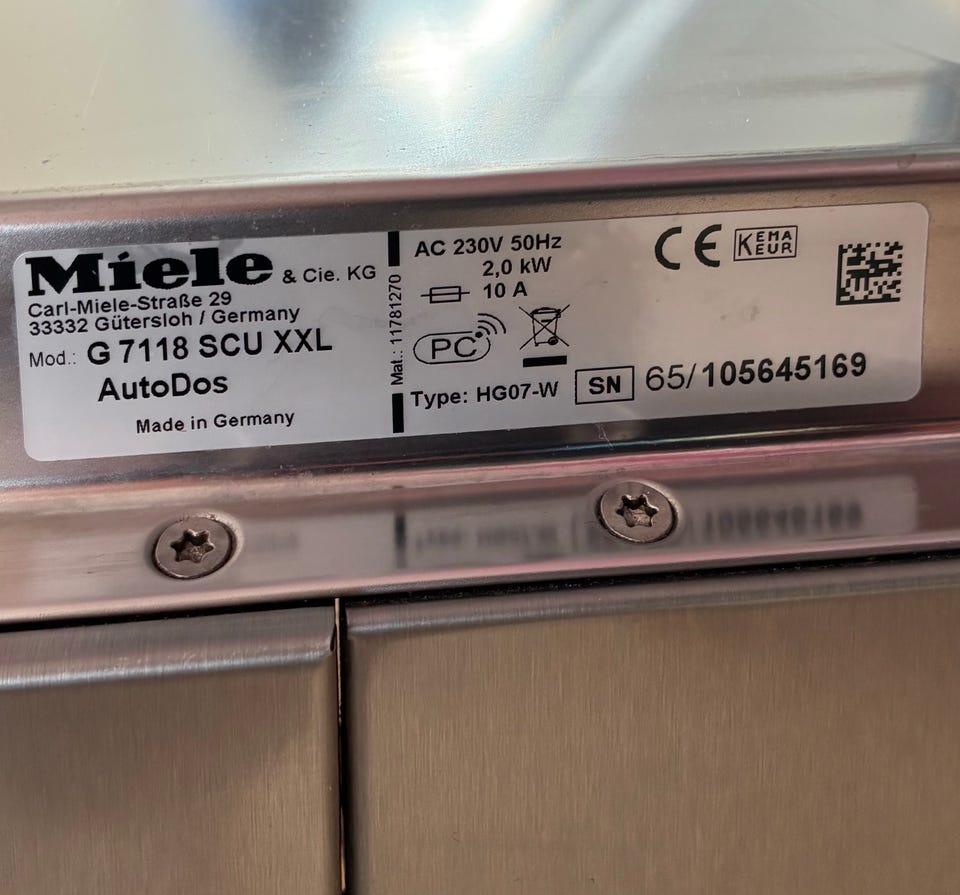 Miele & Cie. KG
Carl-Miele-Straße 29
33332 Gütersloh / Germany
Mod.: G 7118 SCU XXL
AutoDos
Made in Germany
Mat.: 11781270
AC 230V 50Hz
2,0 kW
10 A
PC
Type: HG07-W
SN 65/105645169
CE
KEMA
EUR